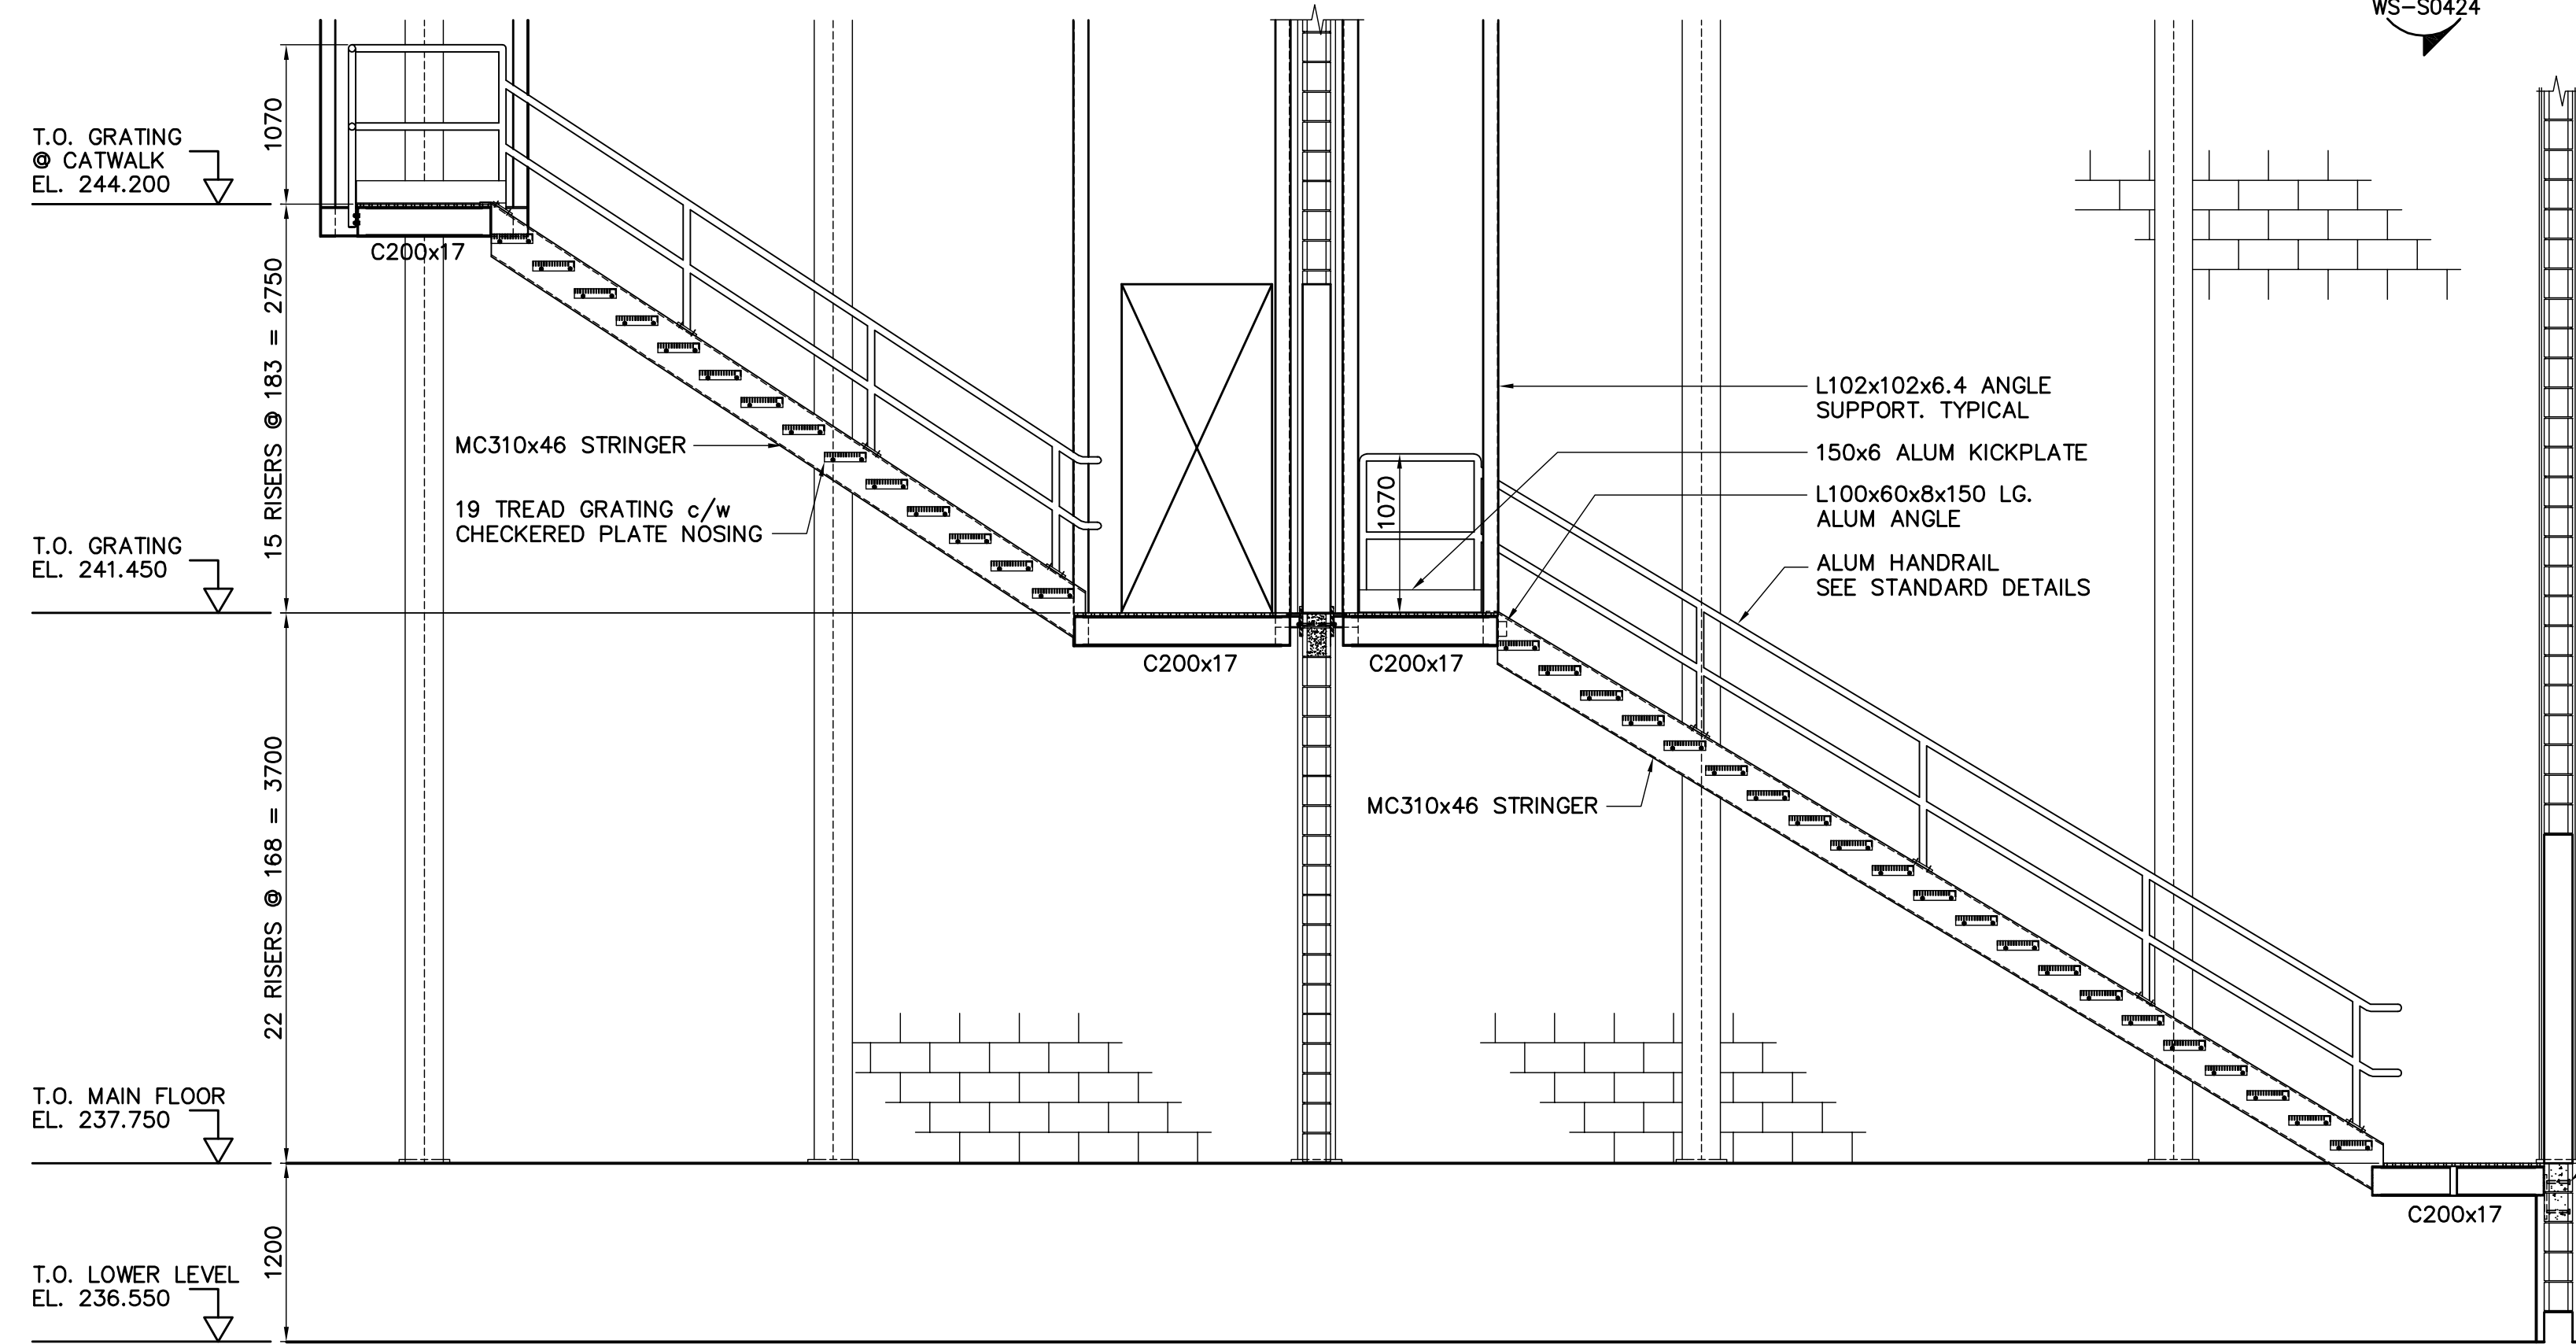 WS-S0424
1070
T.O. GRATING
@ CATWALK
EL. 244.200
C200x17
15 RISERS @ 183 = 2750
L102x102x6.4 ANGLE
SUPPORT. TYPICAL
MC310x46 STRINGER
150x6 ALUM KICKPLATE
1070
L100x60x8x150 LG.
ALUM ANGLE
19 TREAD GRATING c/w
CHECKERED PLATE NOSING
T.O. GRATING
EL. 241.450
ALUM HANDRAIL
SEE STANDARD DETAILS
C200x17
C200x17
22 RISERS @ 168 = 3700
MC310x46 STRINGER
T.O. MAIN FLOOR
EL. 237.750
C200x17
1200
T.O. LOWER LEVEL
EL. 236.550